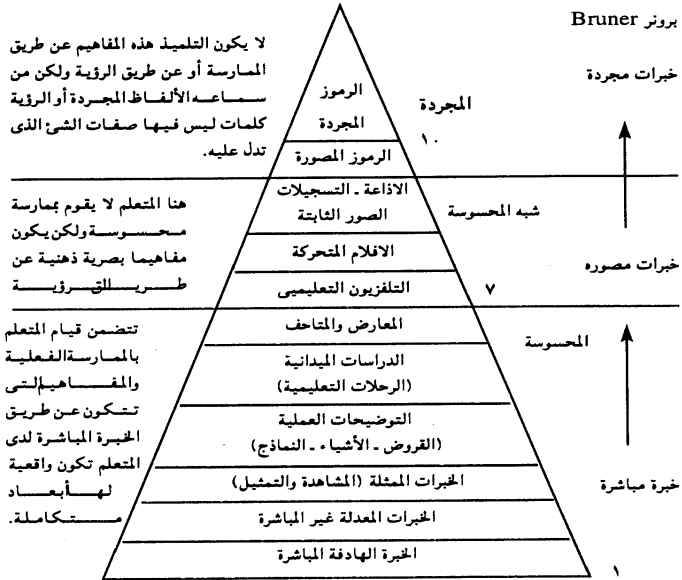 برونر Bruner
خبرات مجردة
خبرات مصوره
خبرة مباشرة
المجردة
١٠
شبه المحسوسة
٧
المحسوسة
١
الرموز
المجردة
الرموز المصورة
الاذاعة - التسجيلات
الصور الثابتة
الافلام المتحركة
التلفزيون التعليمي
المعارض والمتاحف
الدراسات الميدانية
(الرحلات التعليمية)
التوضيحات العملية
(القروض - الأشياء - النماذج)
الخبرات الممثلة (المشاهدة والتمثيل)
الخبرات المعدلة غير المباشرة
الخبرة الهادفة المباشرة
لا يكون التلميذ هذه المفاهيم عن طريق
الممارسة أو عن طريق الرؤية ولكن من
سماعه الألفاظ المجردة أو الرؤية
كلمات ليس فيها صفات الشئ الذى
تدل عليه.
هنا المتعلم لا يقوم بممارسة
محسوسة ولكن يكون
مفاهيما بصرية ذهنية عن
طريق الرؤية
تتضمن قيام المتعلم
بالممارسة الفعلية
والمفاهيم التى
تتكون عن طريق
الخبرة المباشرة لدى
المتعلم تكون واقعية
لها أبعاد
متكاملة.